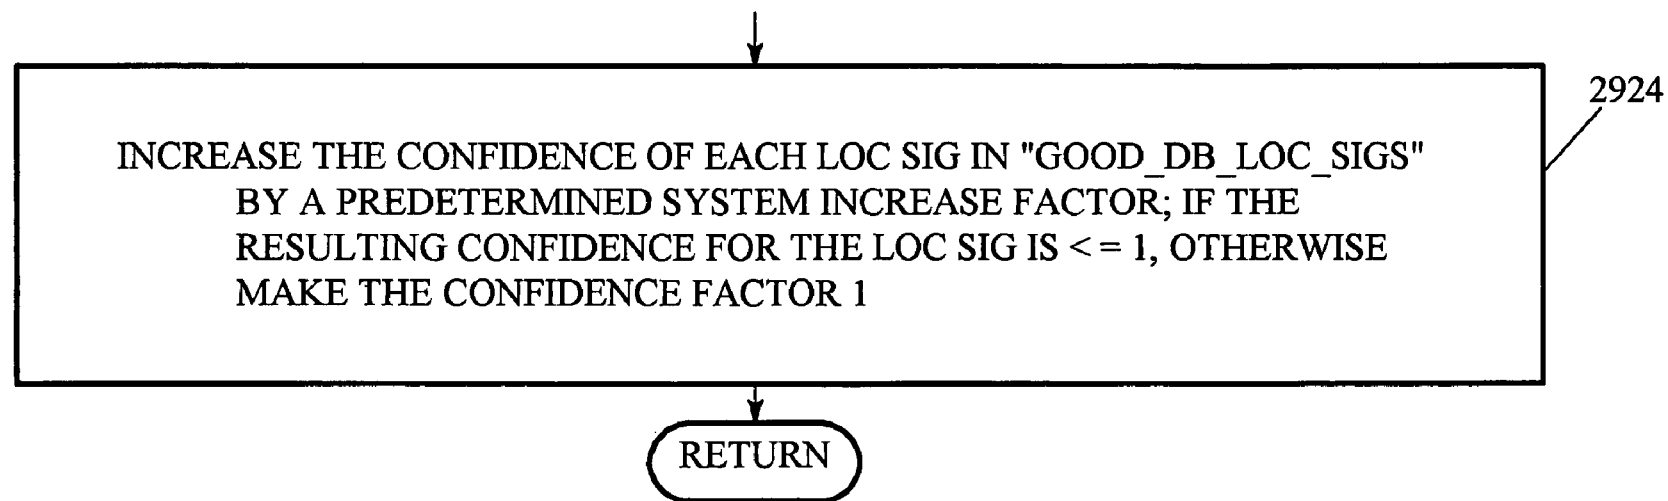 2924
INCREASE THE CONFIDENCE OF EACH LOC SIG IN "GOOD_DB_LOC_SIGS"
BY A PREDETERMINED SYSTEM INCREASE FACTOR; IF THE
RESULTING CONFIDENCE FOR THE LOC SIG IS < = 1, OTHERWISE
MAKE THE CONFIDENCE FACTOR 1
RETURN